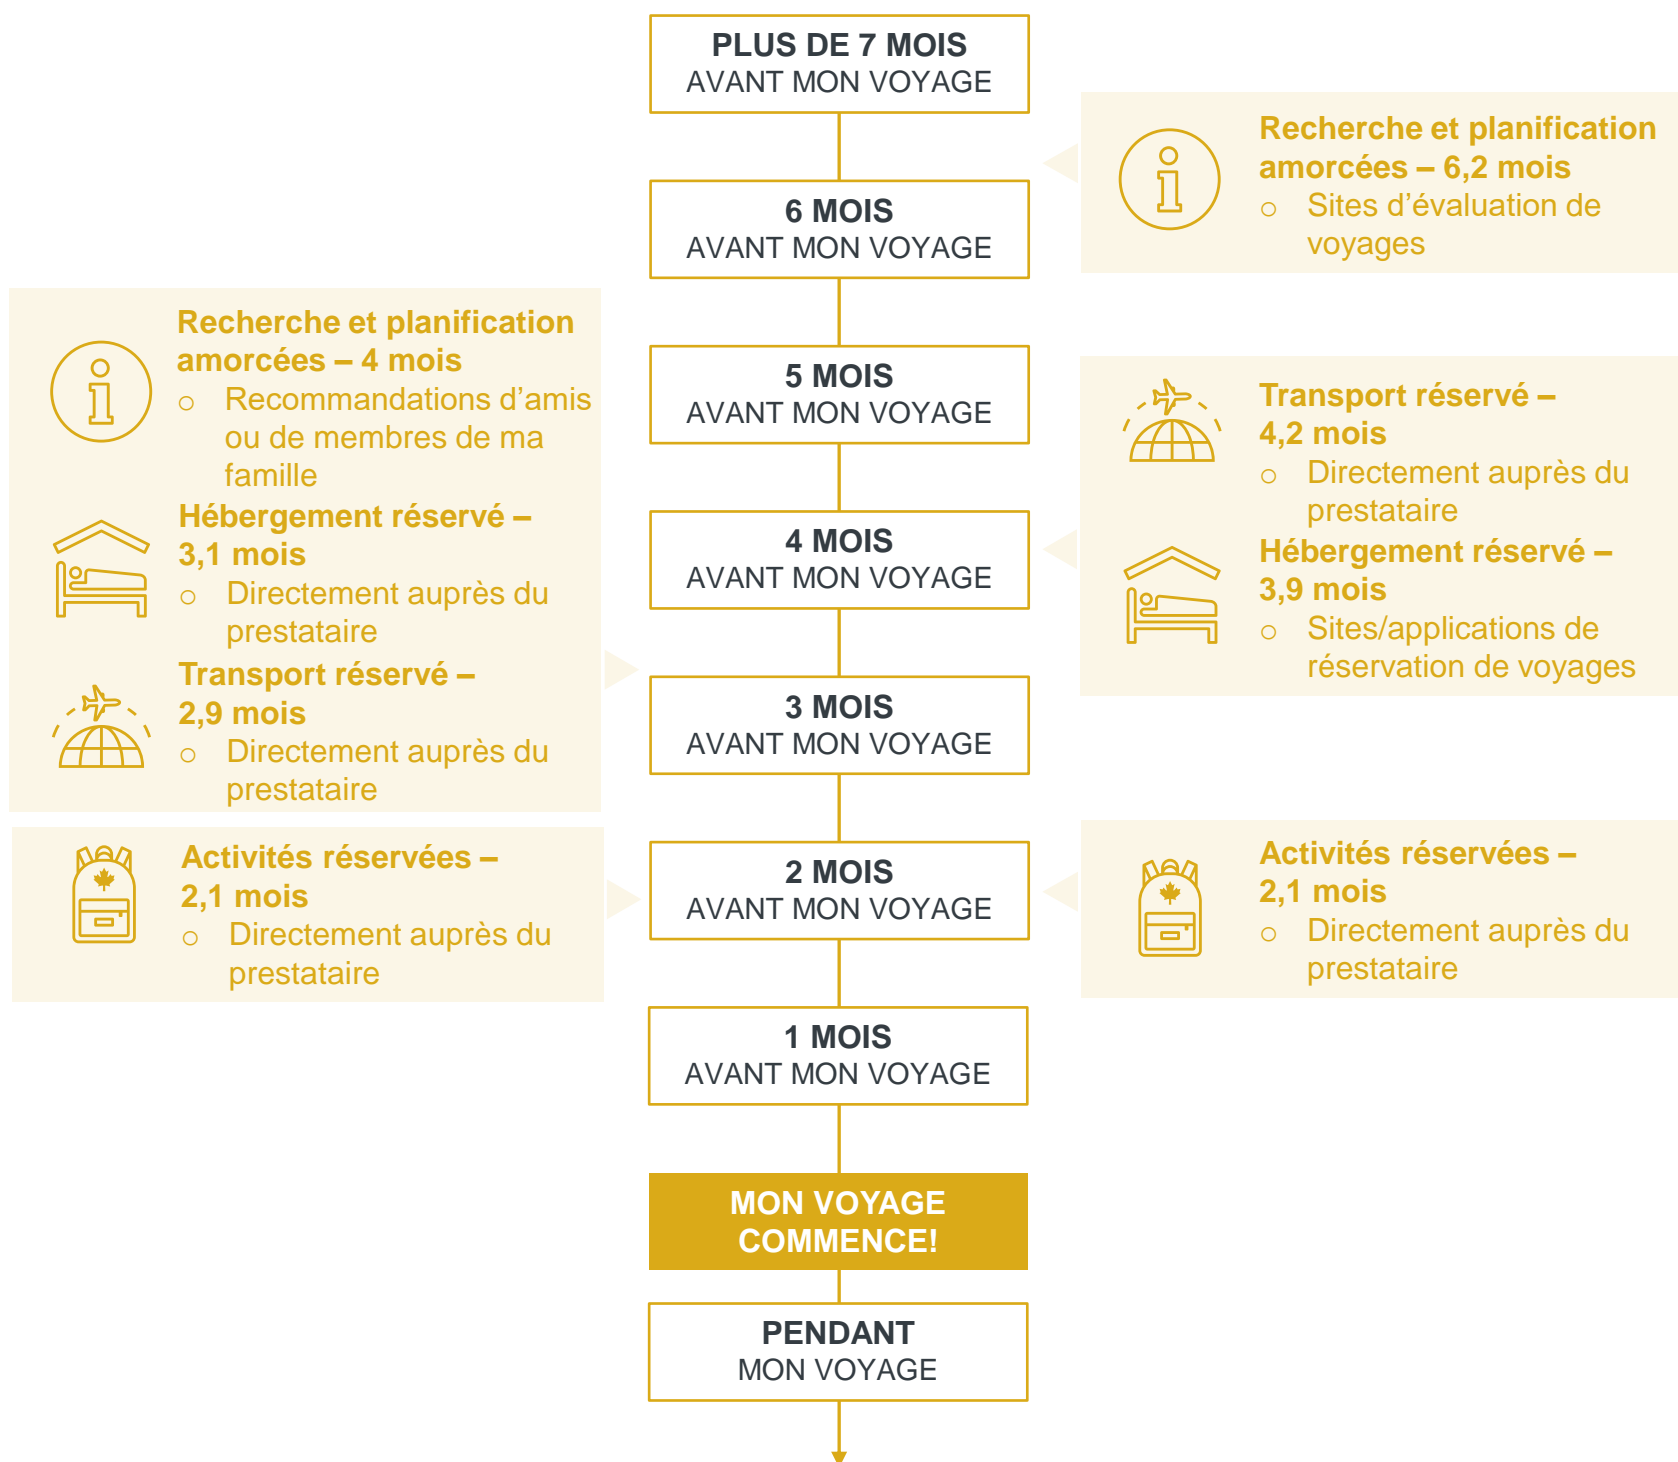 PLUS DE 7 MOIS
AVANT MON VOYAGE
Recherche et planification
amorcées – 6,2 mois
o Sites d’évaluation de
voyages
6 MOIS
AVANT MON VOYAGE
Recherche et planification
amorcées – 4 mois
o Recommandations d’amis
ou de membres de ma
famille
Hébergement réservé –
3,1 mois
o Directement auprès du
prestataire
Transport réservé –
2,9 mois
o Directement auprès du
prestataire
5 MOIS
AVANT MON VOYAGE
Transport réservé –
4,2 mois
o Directement auprès du
prestataire
Hébergement réservé –
3,9 mois
o Sites/applications de
réservation de voyages
4 MOIS
AVANT MON VOYAGE
3 MOIS
AVANT MON VOYAGE
Activités réservées –
2,1 mois
o Directement auprès du
prestataire
2 MOIS
AVANT MON VOYAGE
Activités réservées –
2,1 mois
o Directement auprès du
prestataire
1 MOIS
AVANT MON VOYAGE
MON VOYAGE
COMMENCE!
PENDANT
MON VOYAGE